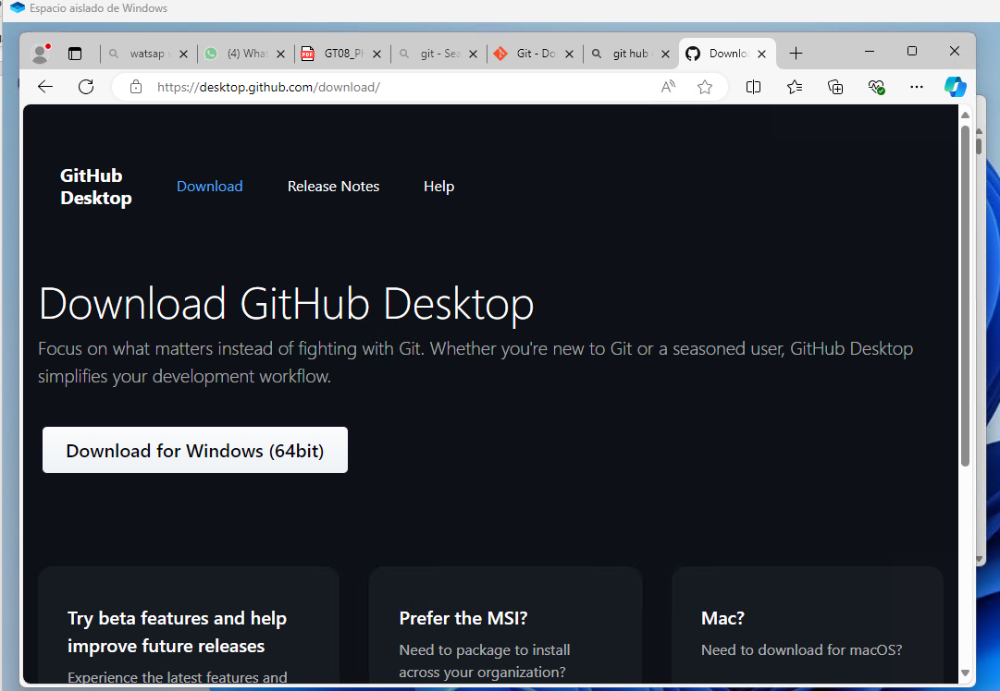 Espacio aislado de Windows
watsap
(4) What
PDF
GT08_P
git - Sea
Git - Do
git hub
Downlo
https://desktop.github.com/download/
GitHub
Desktop
Download
Release Notes
Help
Download GitHub Desktop
Focus on what matters instead of fighting with Git. Whether you're new to Git or a seasoned user, GitHub Desktop
simplifies your development workflow.
Download for Windows (64bit)
Try beta features and help
improve future releases
Experience the latest features and
Prefer the MSI?
Need to package to install
across your organization?
Mac?
Need to download for macOS?